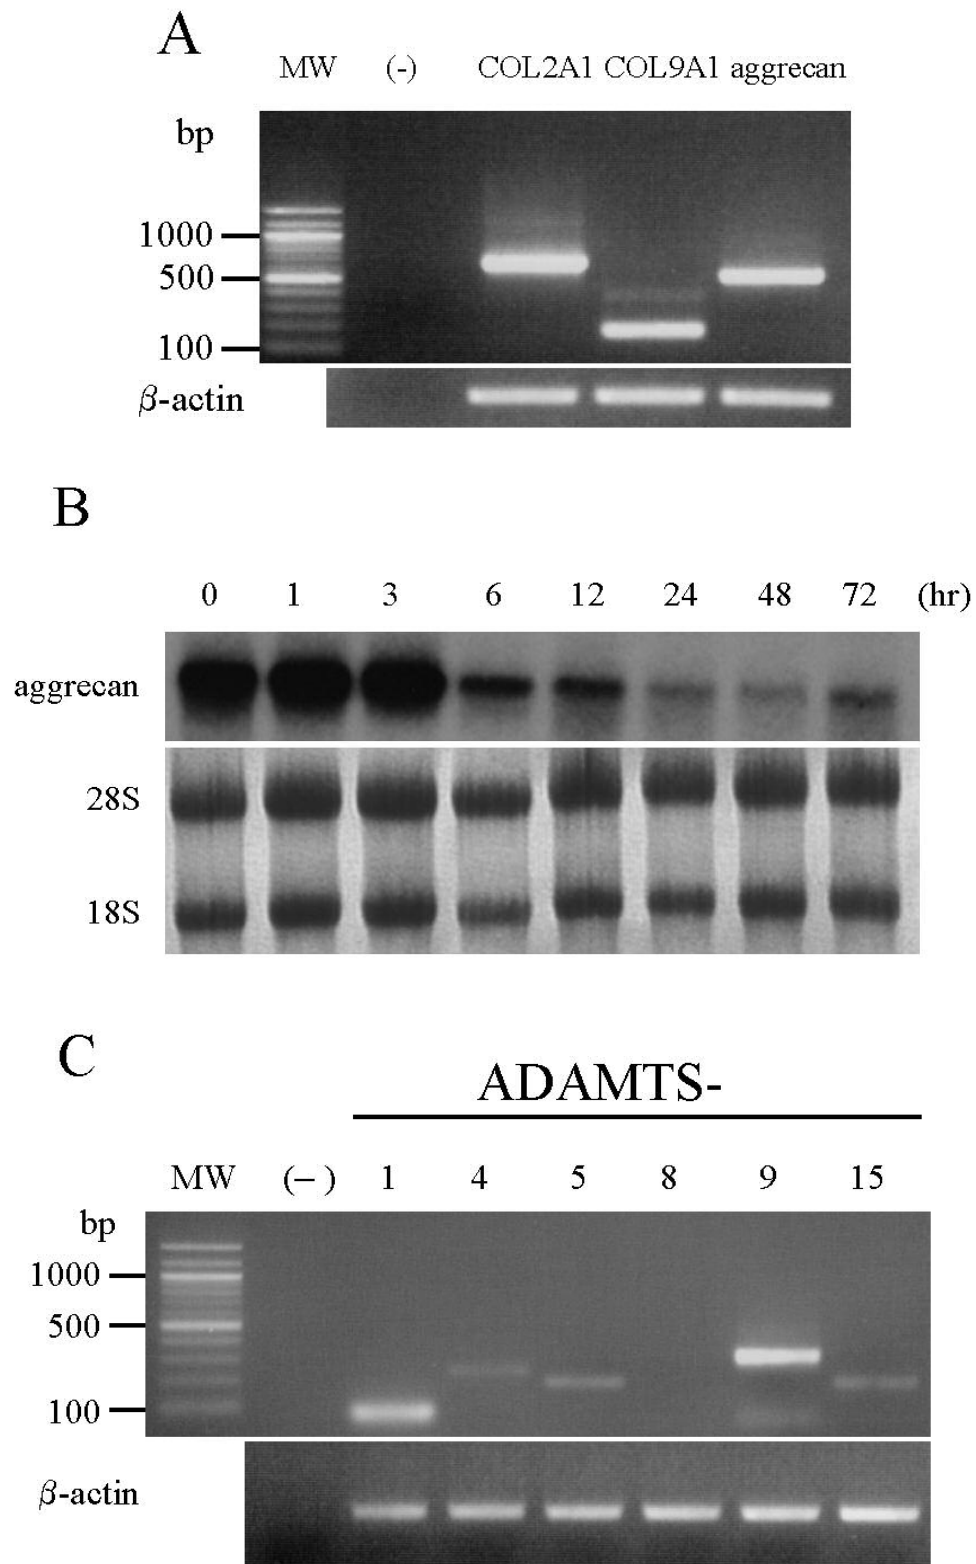 A
MW (-) COL2A1 COL9A1 aggrecan
bp
1000
500
100
β-actin
B
0 1 3 6 12 24 48 72 (hr)
aggrecan
28S
18S
C
ADAMTS-
MW (−) 1 4 5 8 9 15
bp
1000
500
100
β-actin